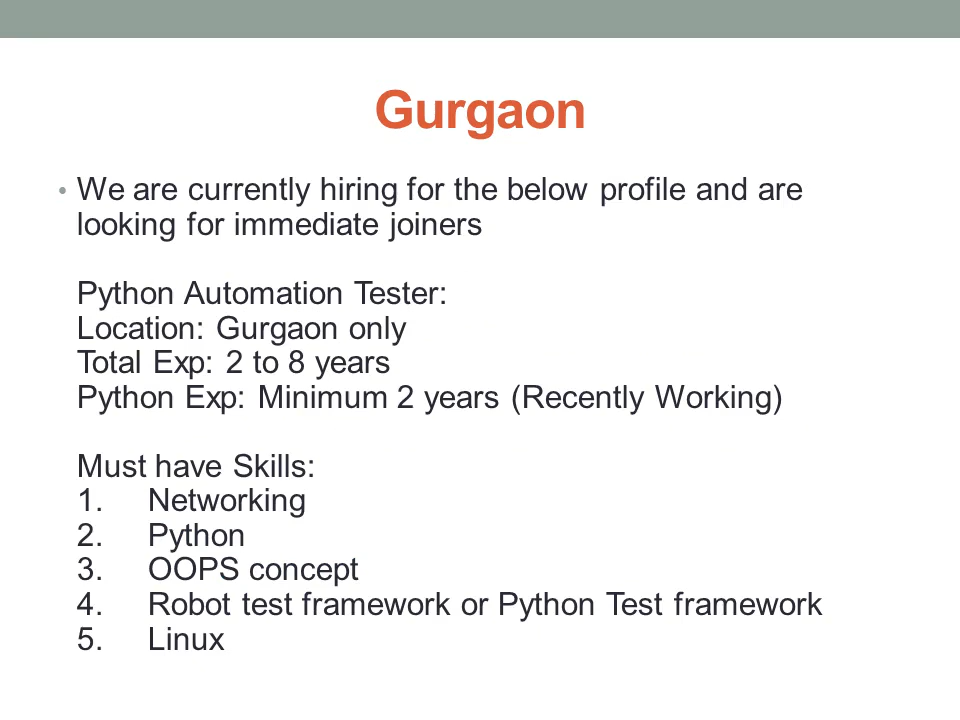 Gurgaon
• We are currently hiring for the below profile and are
looking for immediate joiners
Python Automation Tester:
Location: Gurgaon only
Total Exp: 2 to 8 years
Python Exp: Minimum 2 years (Recently Working)
Must have Skills:
1. Networking
2. Python
3. OOPS concept
4. Robot test framework or Python Test framework
5. Linux